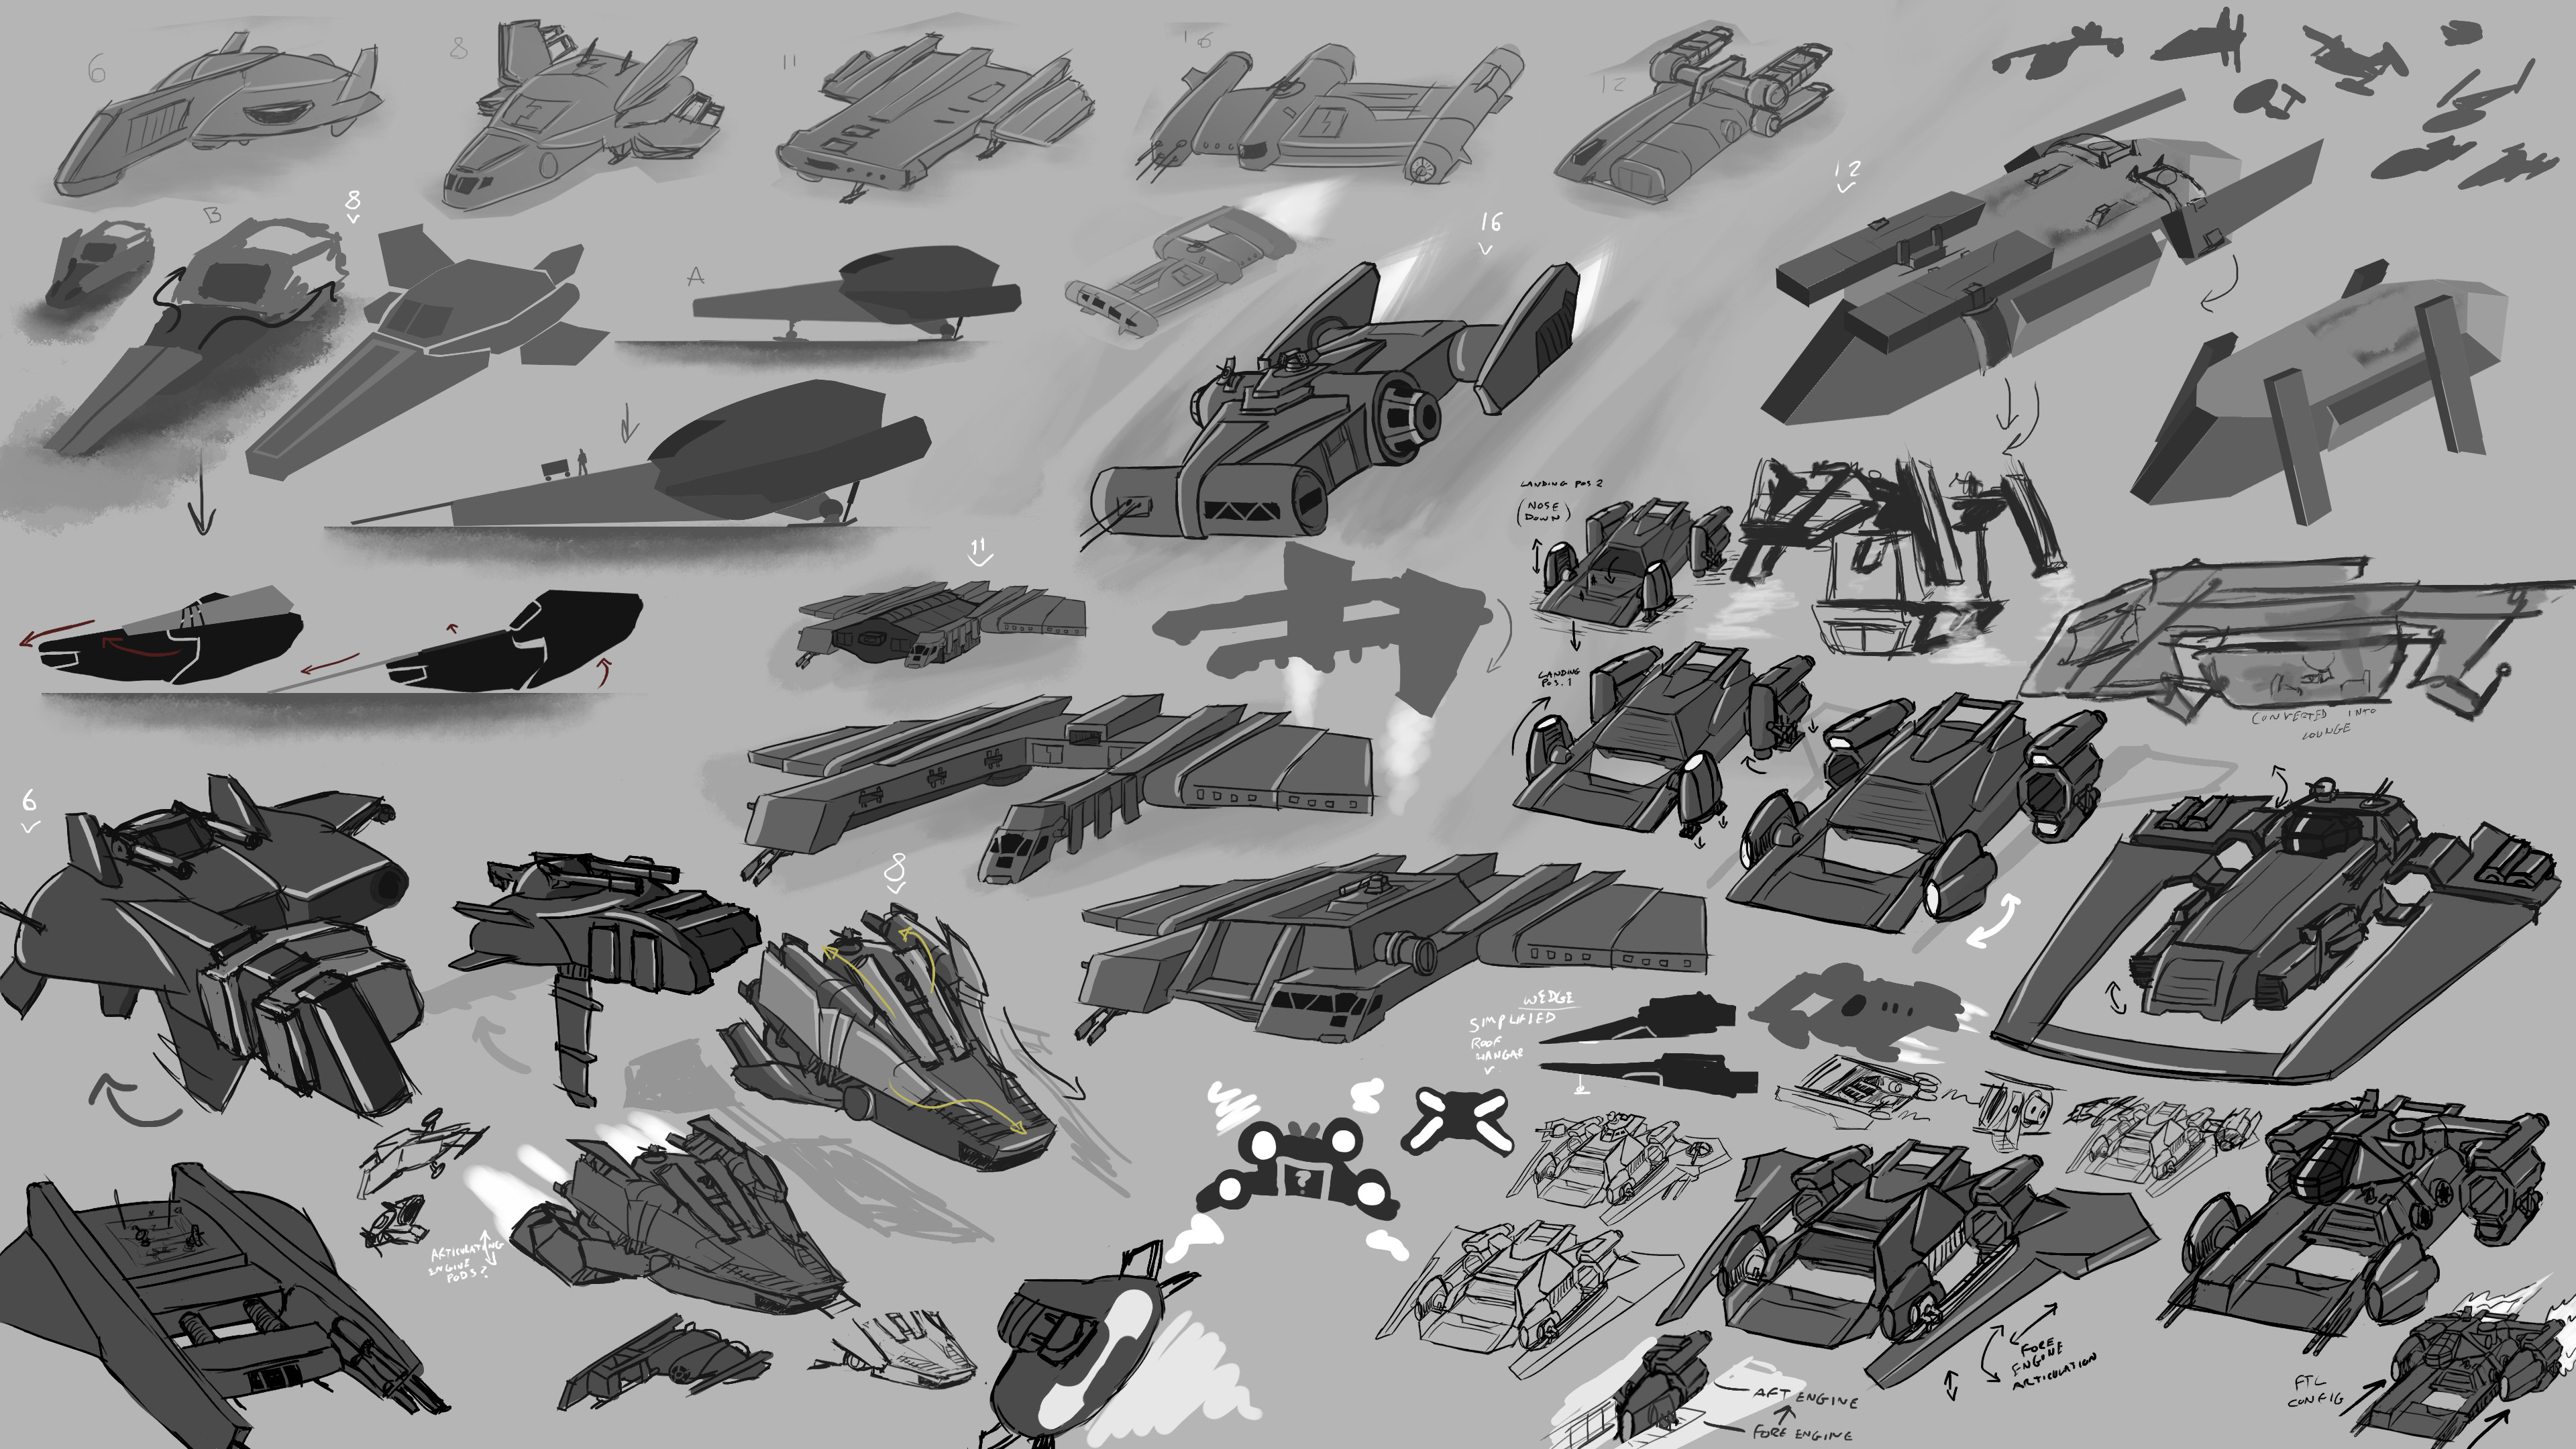 6
8
11
16
12
B
8
A
16
12
LANDING POS 2
(NOSE
DOWN)
11
LANDING
POS. 1
CONVERTED INTO
LOUNGE
6
8
WEDGE
SIMPLIFIED
ROOF
HANGAR
?
ARTICULATING
ENGINE
PODS?
FORE
ENGINE
ARTICULATION
AFT ENGINE
FORE ENGINE
FTL
CONFIG